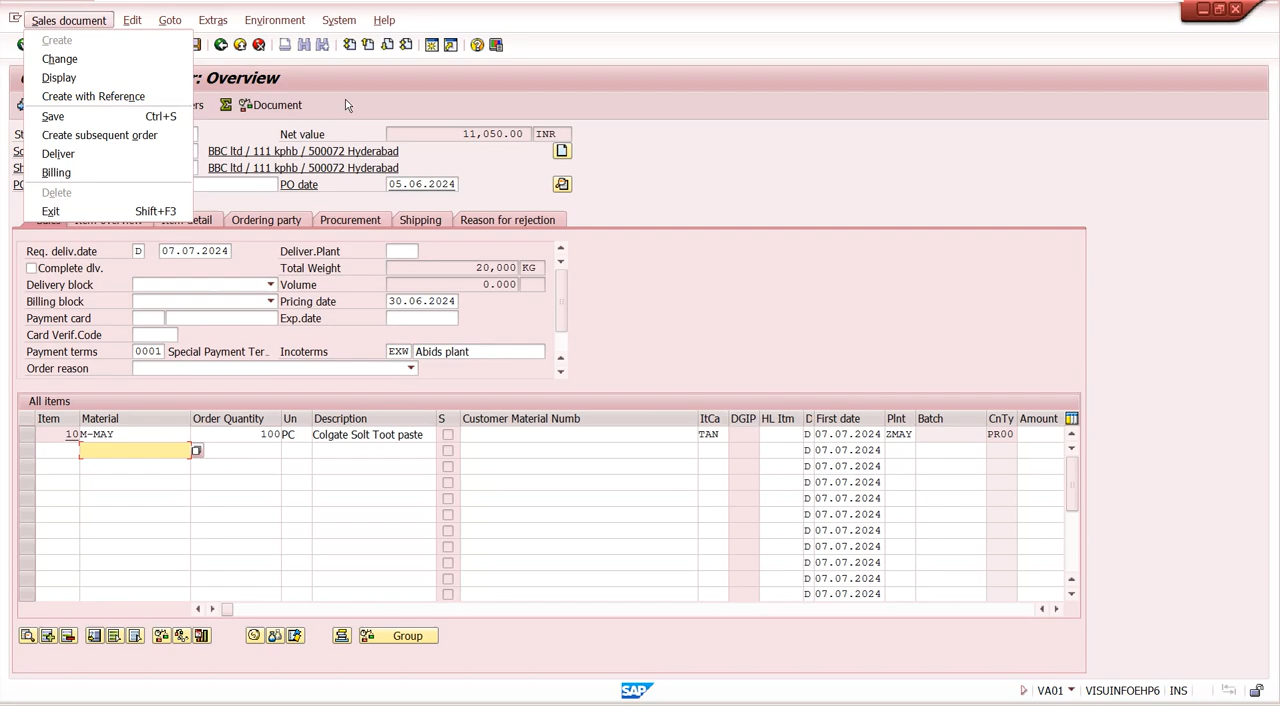 Sales document Edit Goto Extras Environment System Help
Create
Change
Display
Create with Reference
Save Ctrl+S
Create subsequent order
Deliver
Billing
Delete
Exit Shift+F3
: Overview
Document
Net value 11,050.00 INR
BBC ltd / 111 kphb / 500072 Hyderabad
BBC ltd / 111 kphb / 500072 Hyderabad
PO date 05.06.2024
Ordering party Procurement Shipping Reason for rejection
Req. deliv.date D 07.07.2024 Deliver.Plant
Complete dlv. Total Weight 20,000 KG
Delivery block Volume 0.000
Billing block Pricing date 30.06.2024
Payment card Exp.date
Card Verif.Code
Payment terms 0001 Special Payment Ter.. Incoterms EXW Abids plant
Order reason
All items
Item Material Order Quantity Un Description S Customer Material Numb ItCa DGIP HL Itm D First date Plnt Batch CnTy Amount
10 M-MAY 100 PC Colgate Solt Toot paste TAN D 07.07.2024 ZMAY PR00
D 07.07.2024
D 07.07.2024
D 07.07.2024
D 07.07.2024
D 07.07.2024
D 07.07.2024
D 07.07.2024
D 07.07.2024
D 07.07.2024
D 07.07.2024
Group
SAP VA01 VISUINFOEHP6 INS